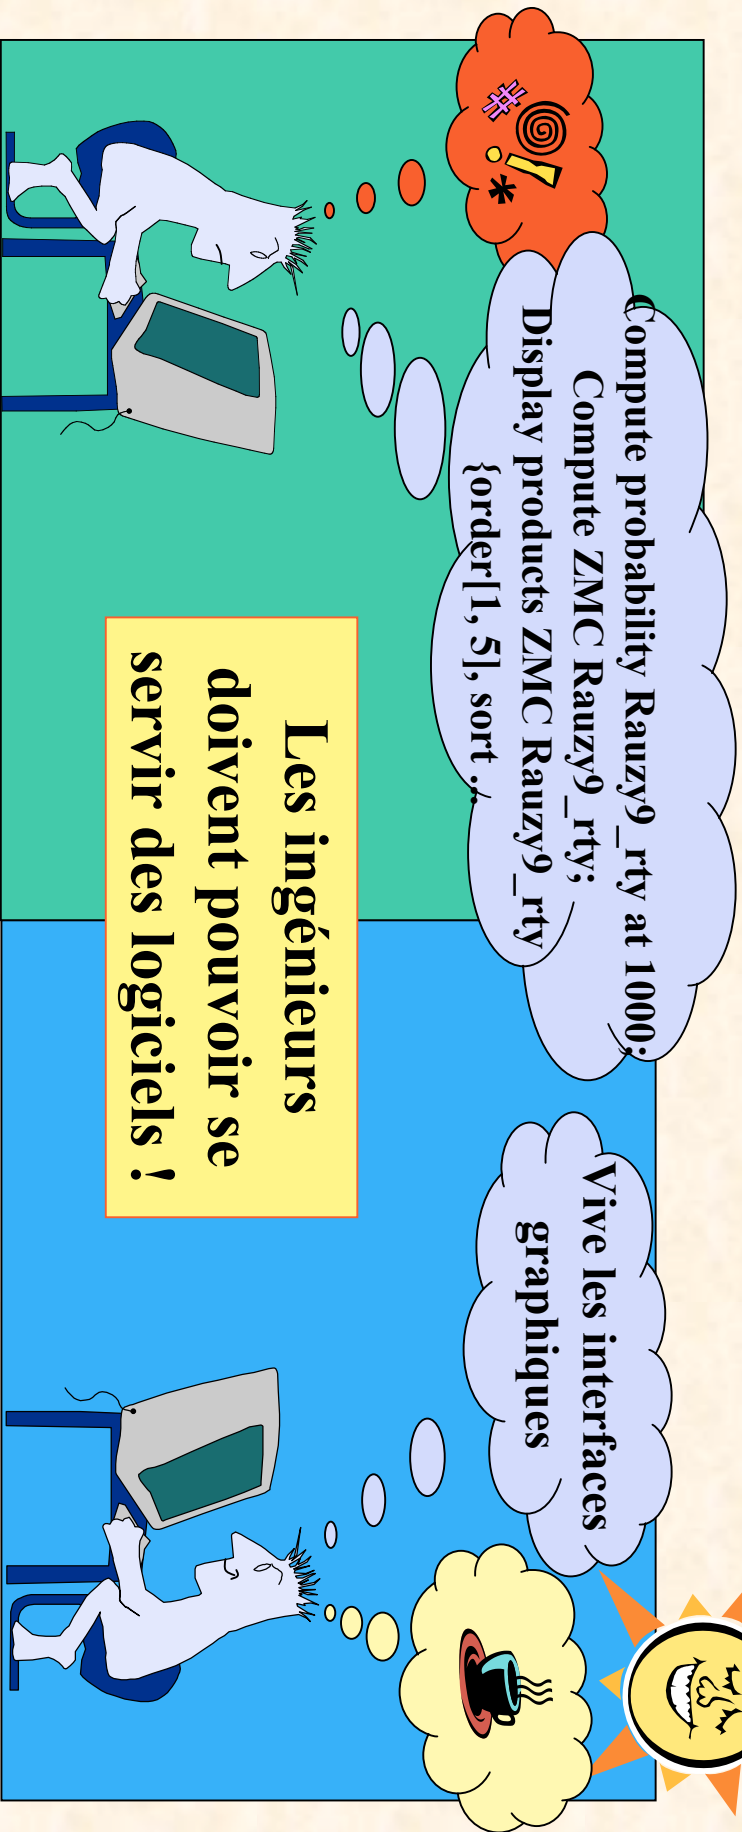 Compute probability Rauzy9_rty at 1000;
Compute ZMC Rauzy9_rty;
Display products ZMC Rauzy9_rty
{order[1, 5], sort ...
Les ingénieurs
doivent pouvoir se
servir des logiciels !
Vive les interfaces
graphiques